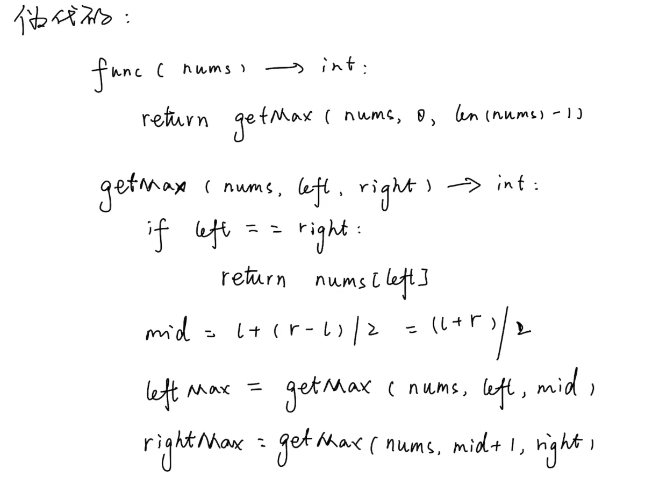 伪代码:
func ( nums ) → int:
return getMax ( nums, 0, len(nums) - 1)
getMax ( nums, left, right ) → int:
if left == right:
return nums[left]
mid = l + (r - l) / 2 = (l + r) / 2
leftMax = getMax ( nums, left, mid )
rightMax = getMax ( nums, mid+1, right )